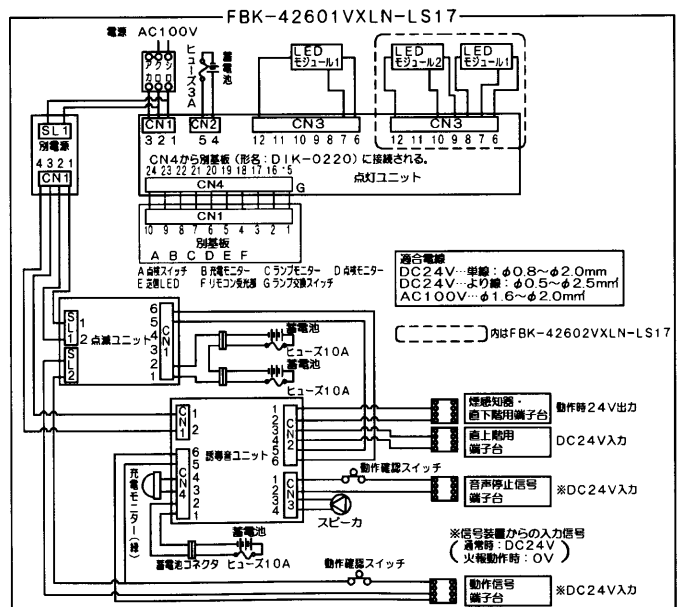 FBK-42601VXLN-LS17
電源 AC100V
アカ クロ シロ
ヒューズ3A
蓄電池
LED
モジュール1
LED
モジュール2
LED
モジュール1
SL1
別電源
4 3 2 1
CN1
CN1
3 2 1
CN2
5 4
CN3
12 11 10 9 8 7 6
CN3
12 11 10 9 8 7 6
CN4から別基板(形名:DIK-0220)に接続される。
24 23 22 21 20 19 18 17 16 15
CN4
G
点灯ユニット
CN1
10 9 8 7 6 5 4 3 2 1
別基板
A B C D E F
A 点検スイッチ B 充電モニター C ランプモニター D 点検モニター
E 送信LED F リモコン受光部 G ランプ交換スイッチ
適合電線
DC24V…単線:φ0.8~φ2.0mm
DC24V…より線:φ0.5~φ2.5mm²
AC100V…φ1.6~φ2.0mm
内はFBK-42602VXLN-LS17
SL1
1
2
SL2
点滅ユニット
6
5
4
3
2
1
CN1
蓄電池
ヒューズ10A
蓄電池
ヒューズ10A
CN1
1
2
誘導音ユニット
1
2
3
4
5
6
CN2
煙感知器・
直下階用端子台
動作時24V出力
直上階用
端子台
DC24V入力
6
5
4
3
2
1
CN4
1
2
3
4
CN3
動作確認スイッチ
音声停止信号
端子台
※DC24V入力
スピーカ
充電モニター(緑)
蓄電池
蓄電池コネクタ ヒューズ10A
※信号装置からの入力信号
(通常時:DC24V
火報動作時:0V)
動作確認スイッチ
動作信号
端子台
※DC24V入力